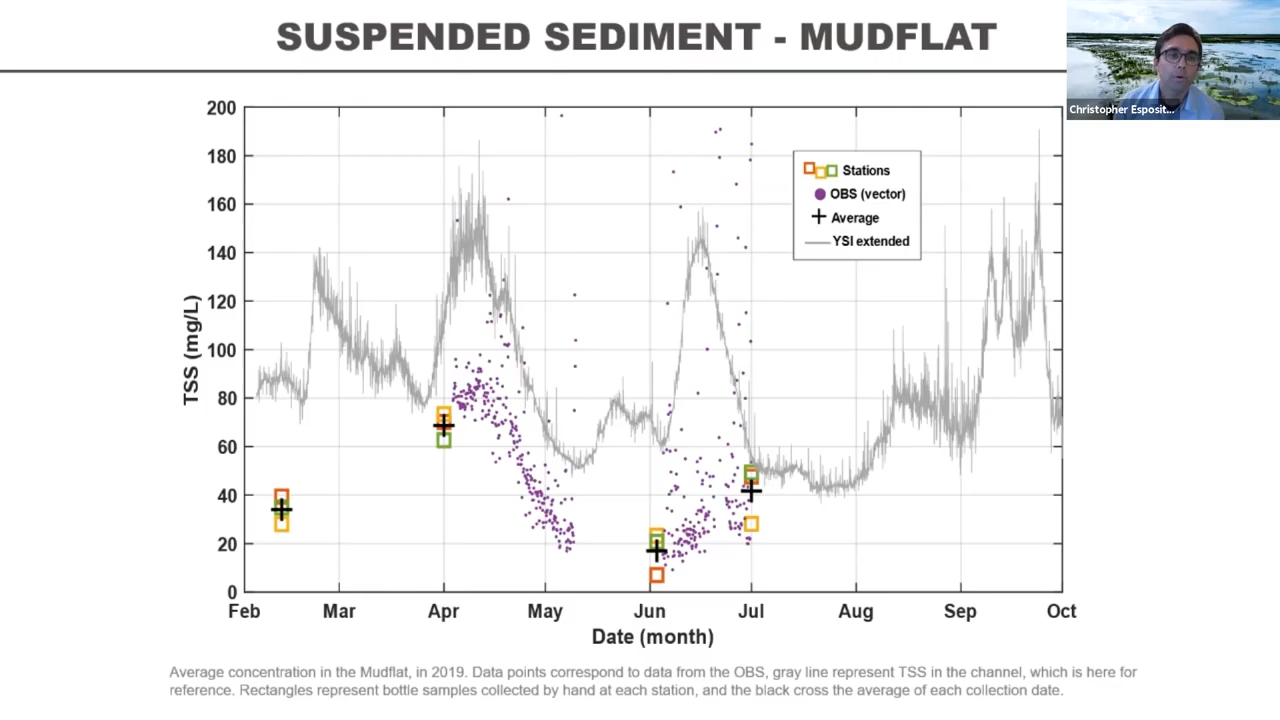 SUSPENDED SEDIMENT - MUDFLAT
Christopher Esposit...
200
180
160
140
120
100
80
60
40
20
0
TSS (mg/L)
Stations
OBS (vector)
Average
YSI extended
Feb Mar Apr May Jun Jul Aug Sep Oct
Date (month)
Average concentration in the Mudflat, in 2019. Data points correspond to data from the OBS, gray line represent TSS in the channel, which is here for
reference. Rectangles represent bottle samples collected by hand at each station, and the black cross the average of each collection date.